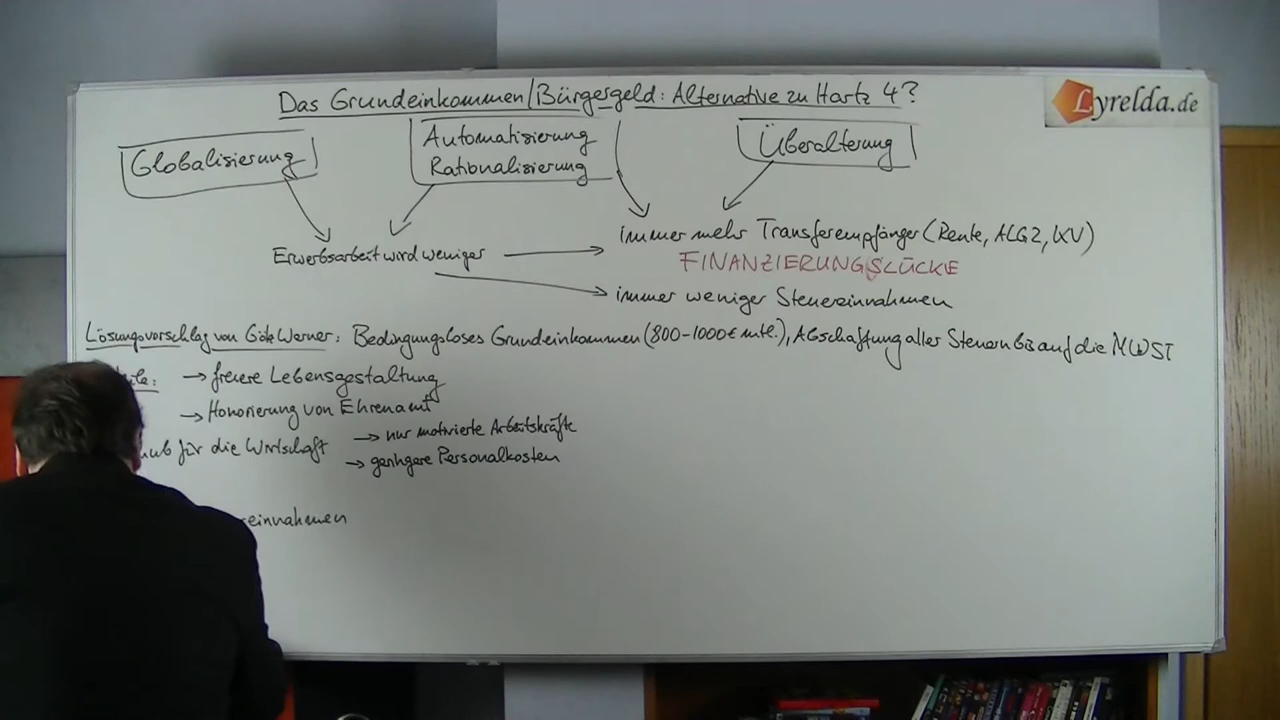 Das Grundeinkommen/Bürgergeld: Alternative zu Hartz 4?
Lyrelda.de
Globalisierung
Automatisierung
Rationalisierung
Überalterung
immer mehr Transferempfänger (Rente, ALG2, KV)
Erwerbsarbeit wird weniger
FINANZIERUNGSLÜCKE
immer weniger Steuereinnahmen
Lösungsvorschlag von Götz Werner: Bedingungsloses Grundeinkommen (800-1000€ mtl.), Abschaffung aller Steuern bis auf die MWST
→ freiere Lebensgestaltung
→ Honorierung von Ehrenamt
für die Wirtschaft → nur motivierte Arbeitskräfte
→ geringere Personalkosten
einnahmen